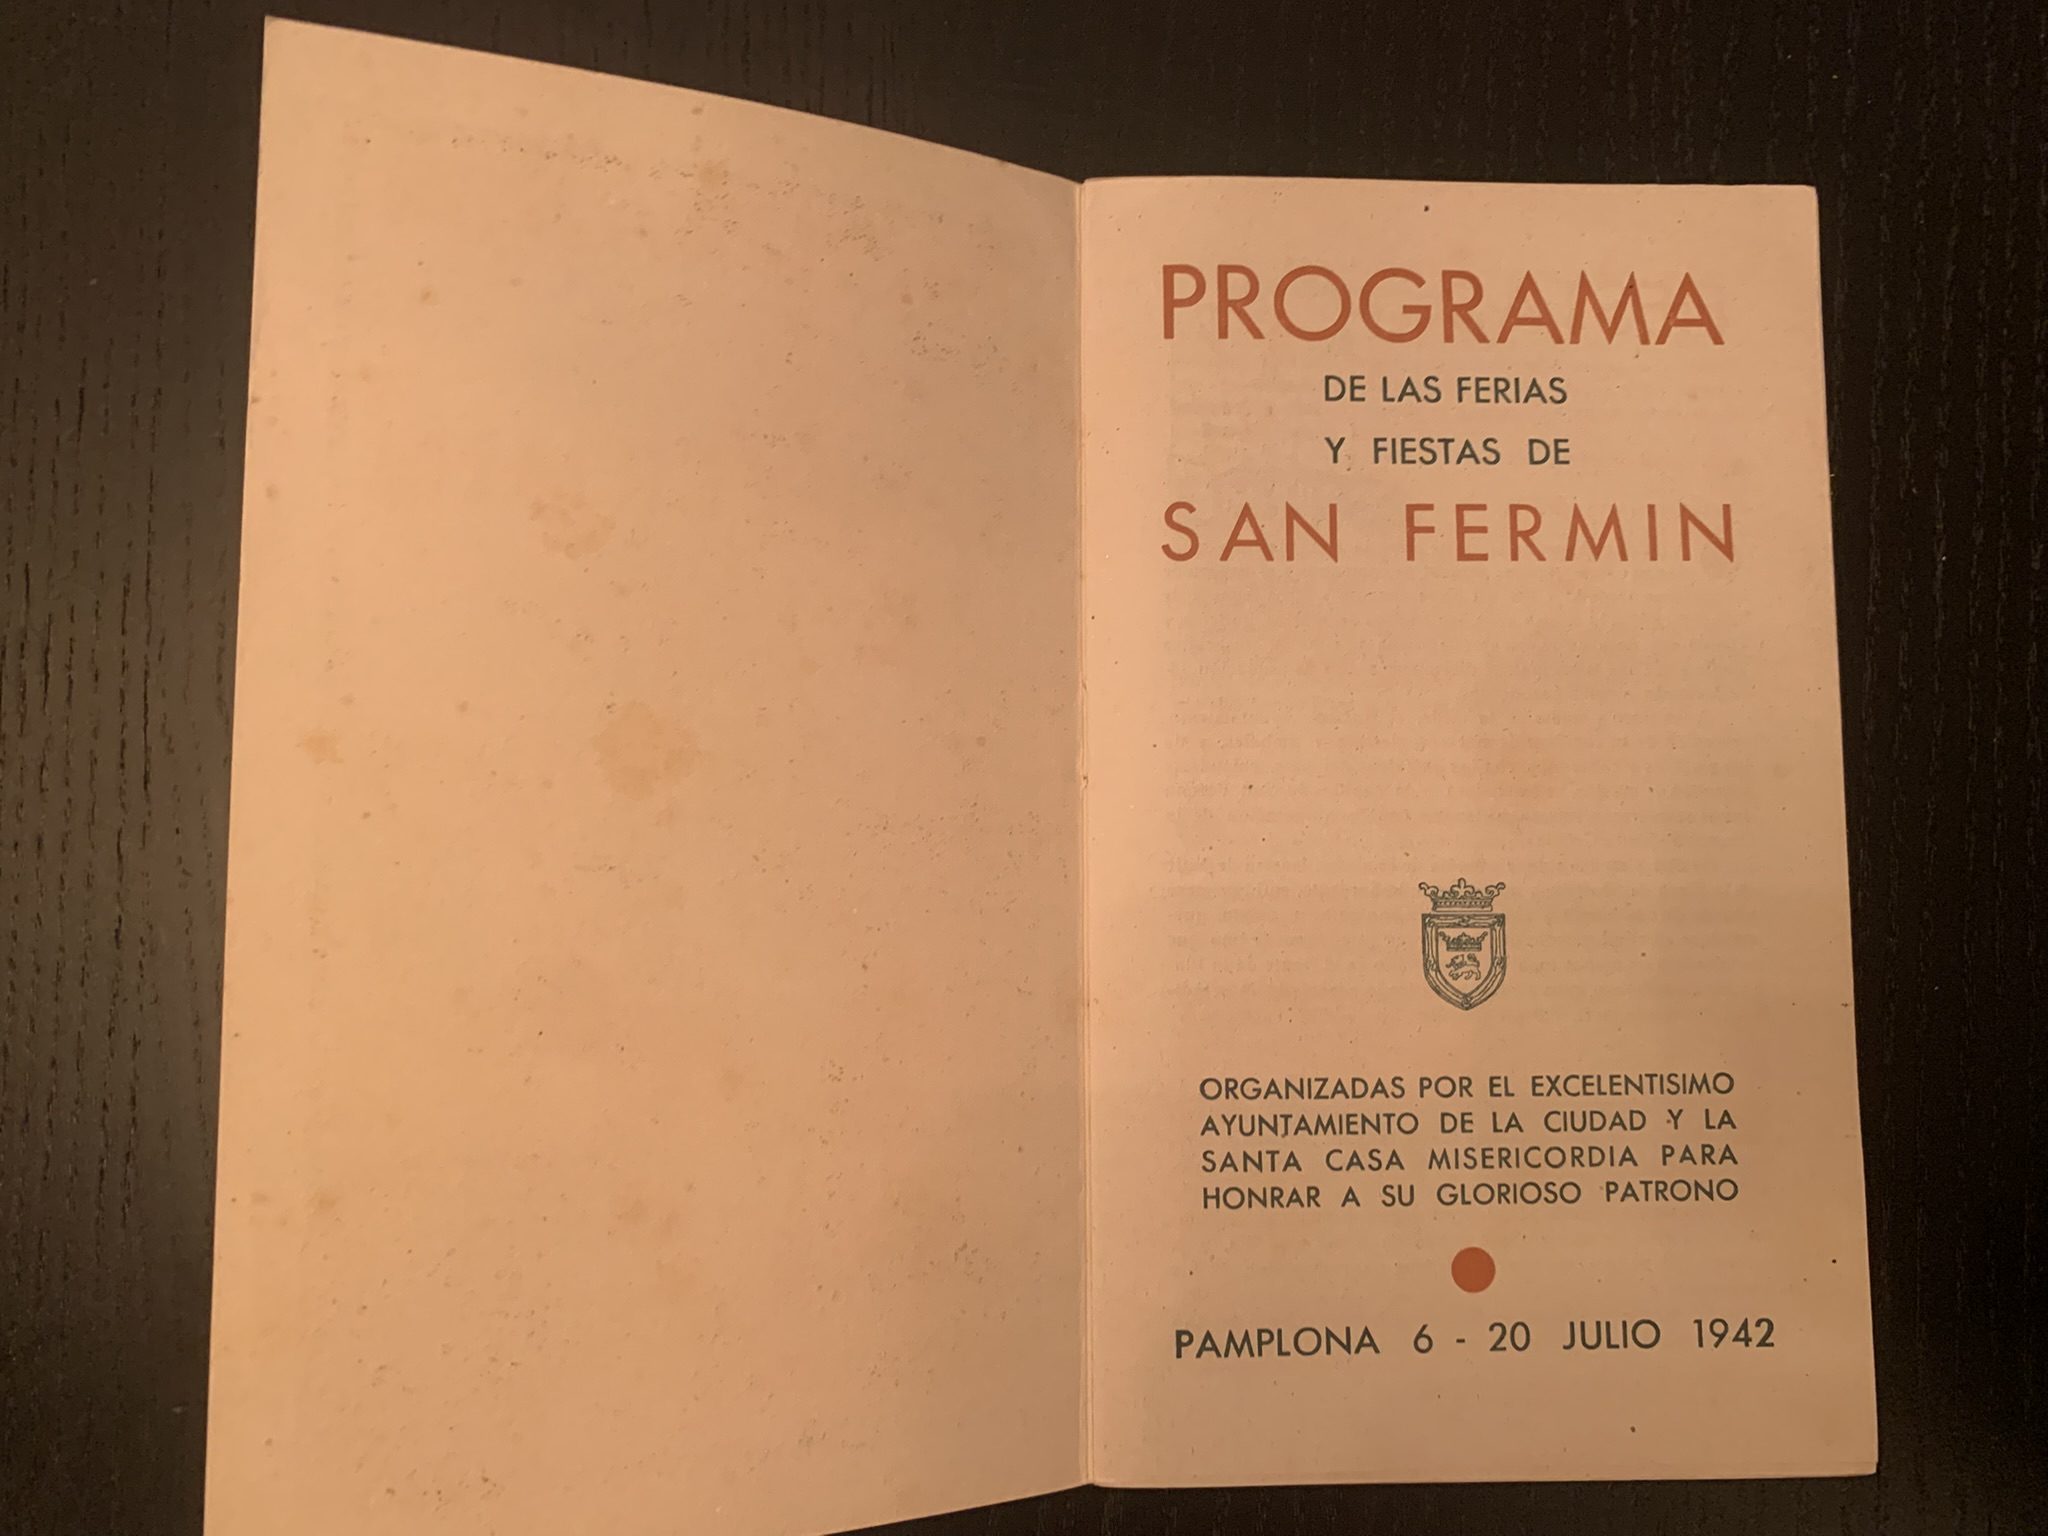 PROGRAMA
DE LAS FERIAS
Y FIESTAS DE
SAN FERMIN
ORGANIZADAS POR EL EXCELENTISIMO
AYUNTAMIENTO DE LA CIUDAD Y LA
SANTA CASA MISERICORDIA PARA
HONRAR A SU GLORIOSO PATRONO
PAMPLONA 6 - 20 JULIO 1942